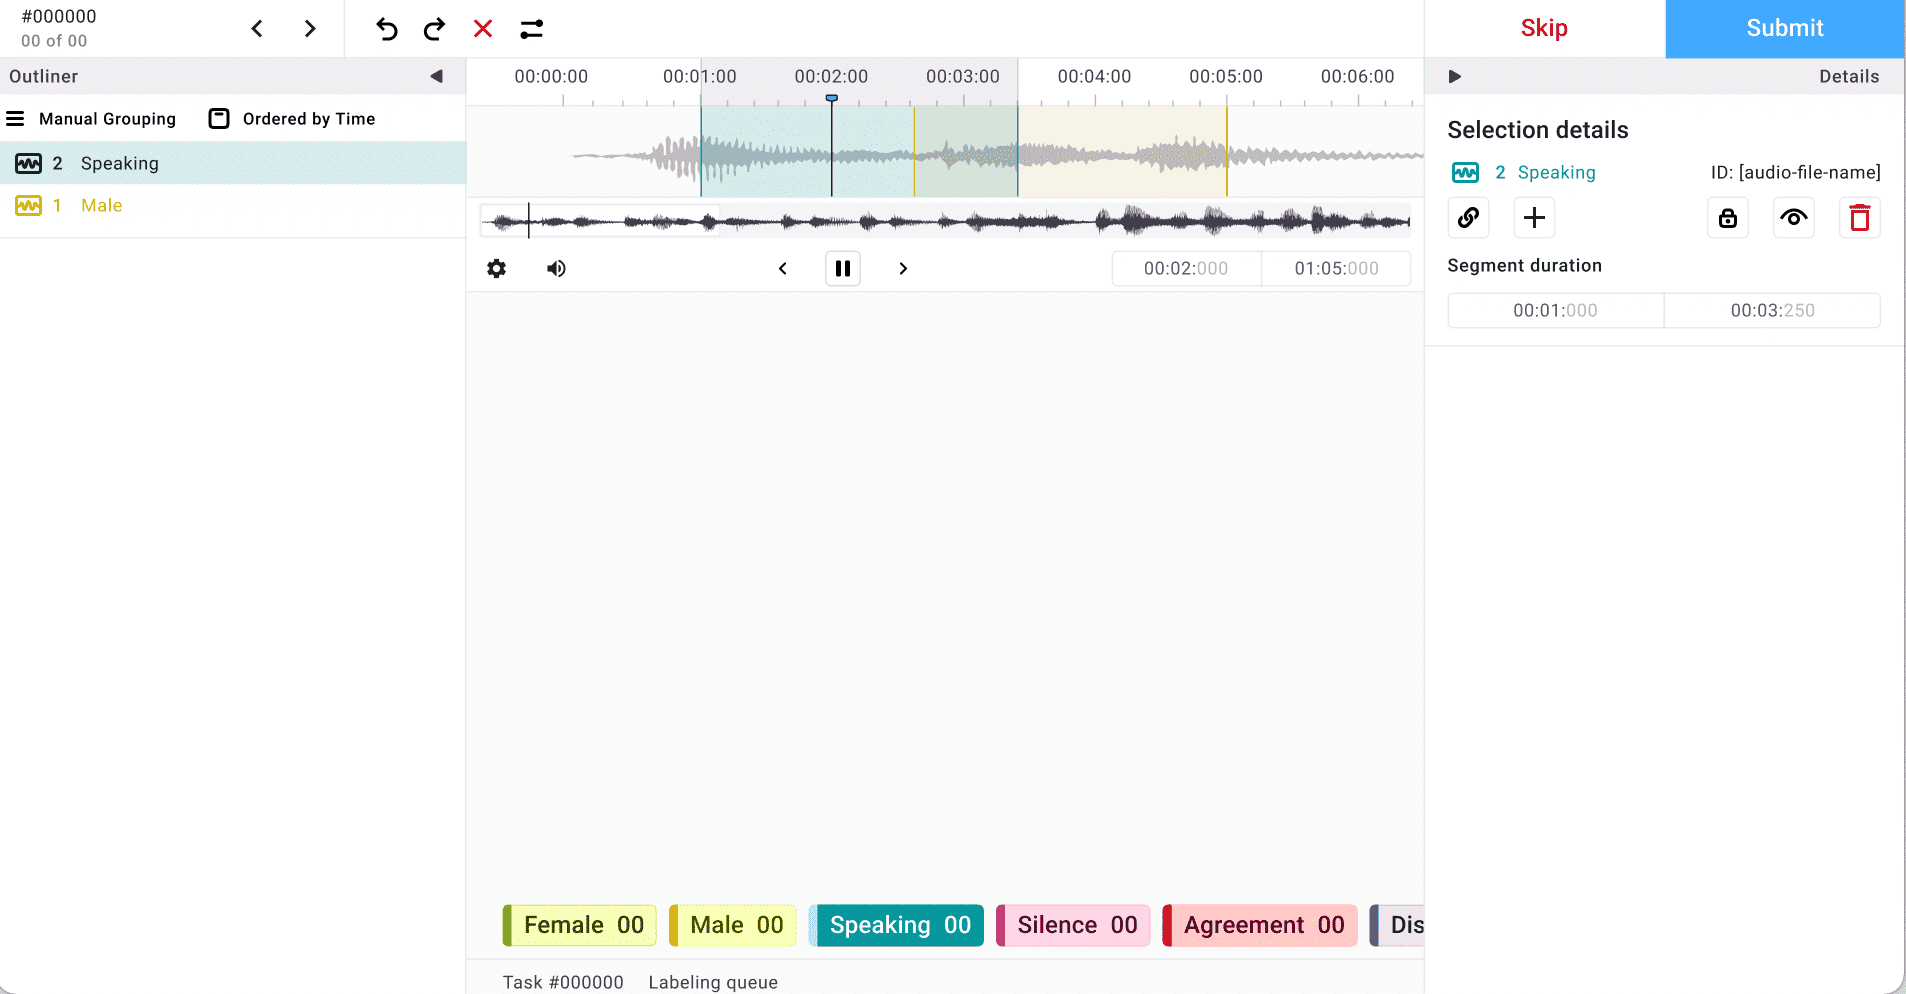 #000000
00 of 00
Skip
Submit
Outliner
00:00:00 00:01:00 00:02:00 00:03:00 00:04:00 00:05:00 00:06:00
Details
Manual Grouping Ordered by Time
2 Speaking
1 Male
Selection details
2 Speaking ID: [audio-file-name]
Segment duration
00:01:000 00:03:250
00:02:000 01:05:000
Female 00 Male 00 Speaking 00 Silence 00 Agreement 00 Dis
Task #000000 Labeling queue